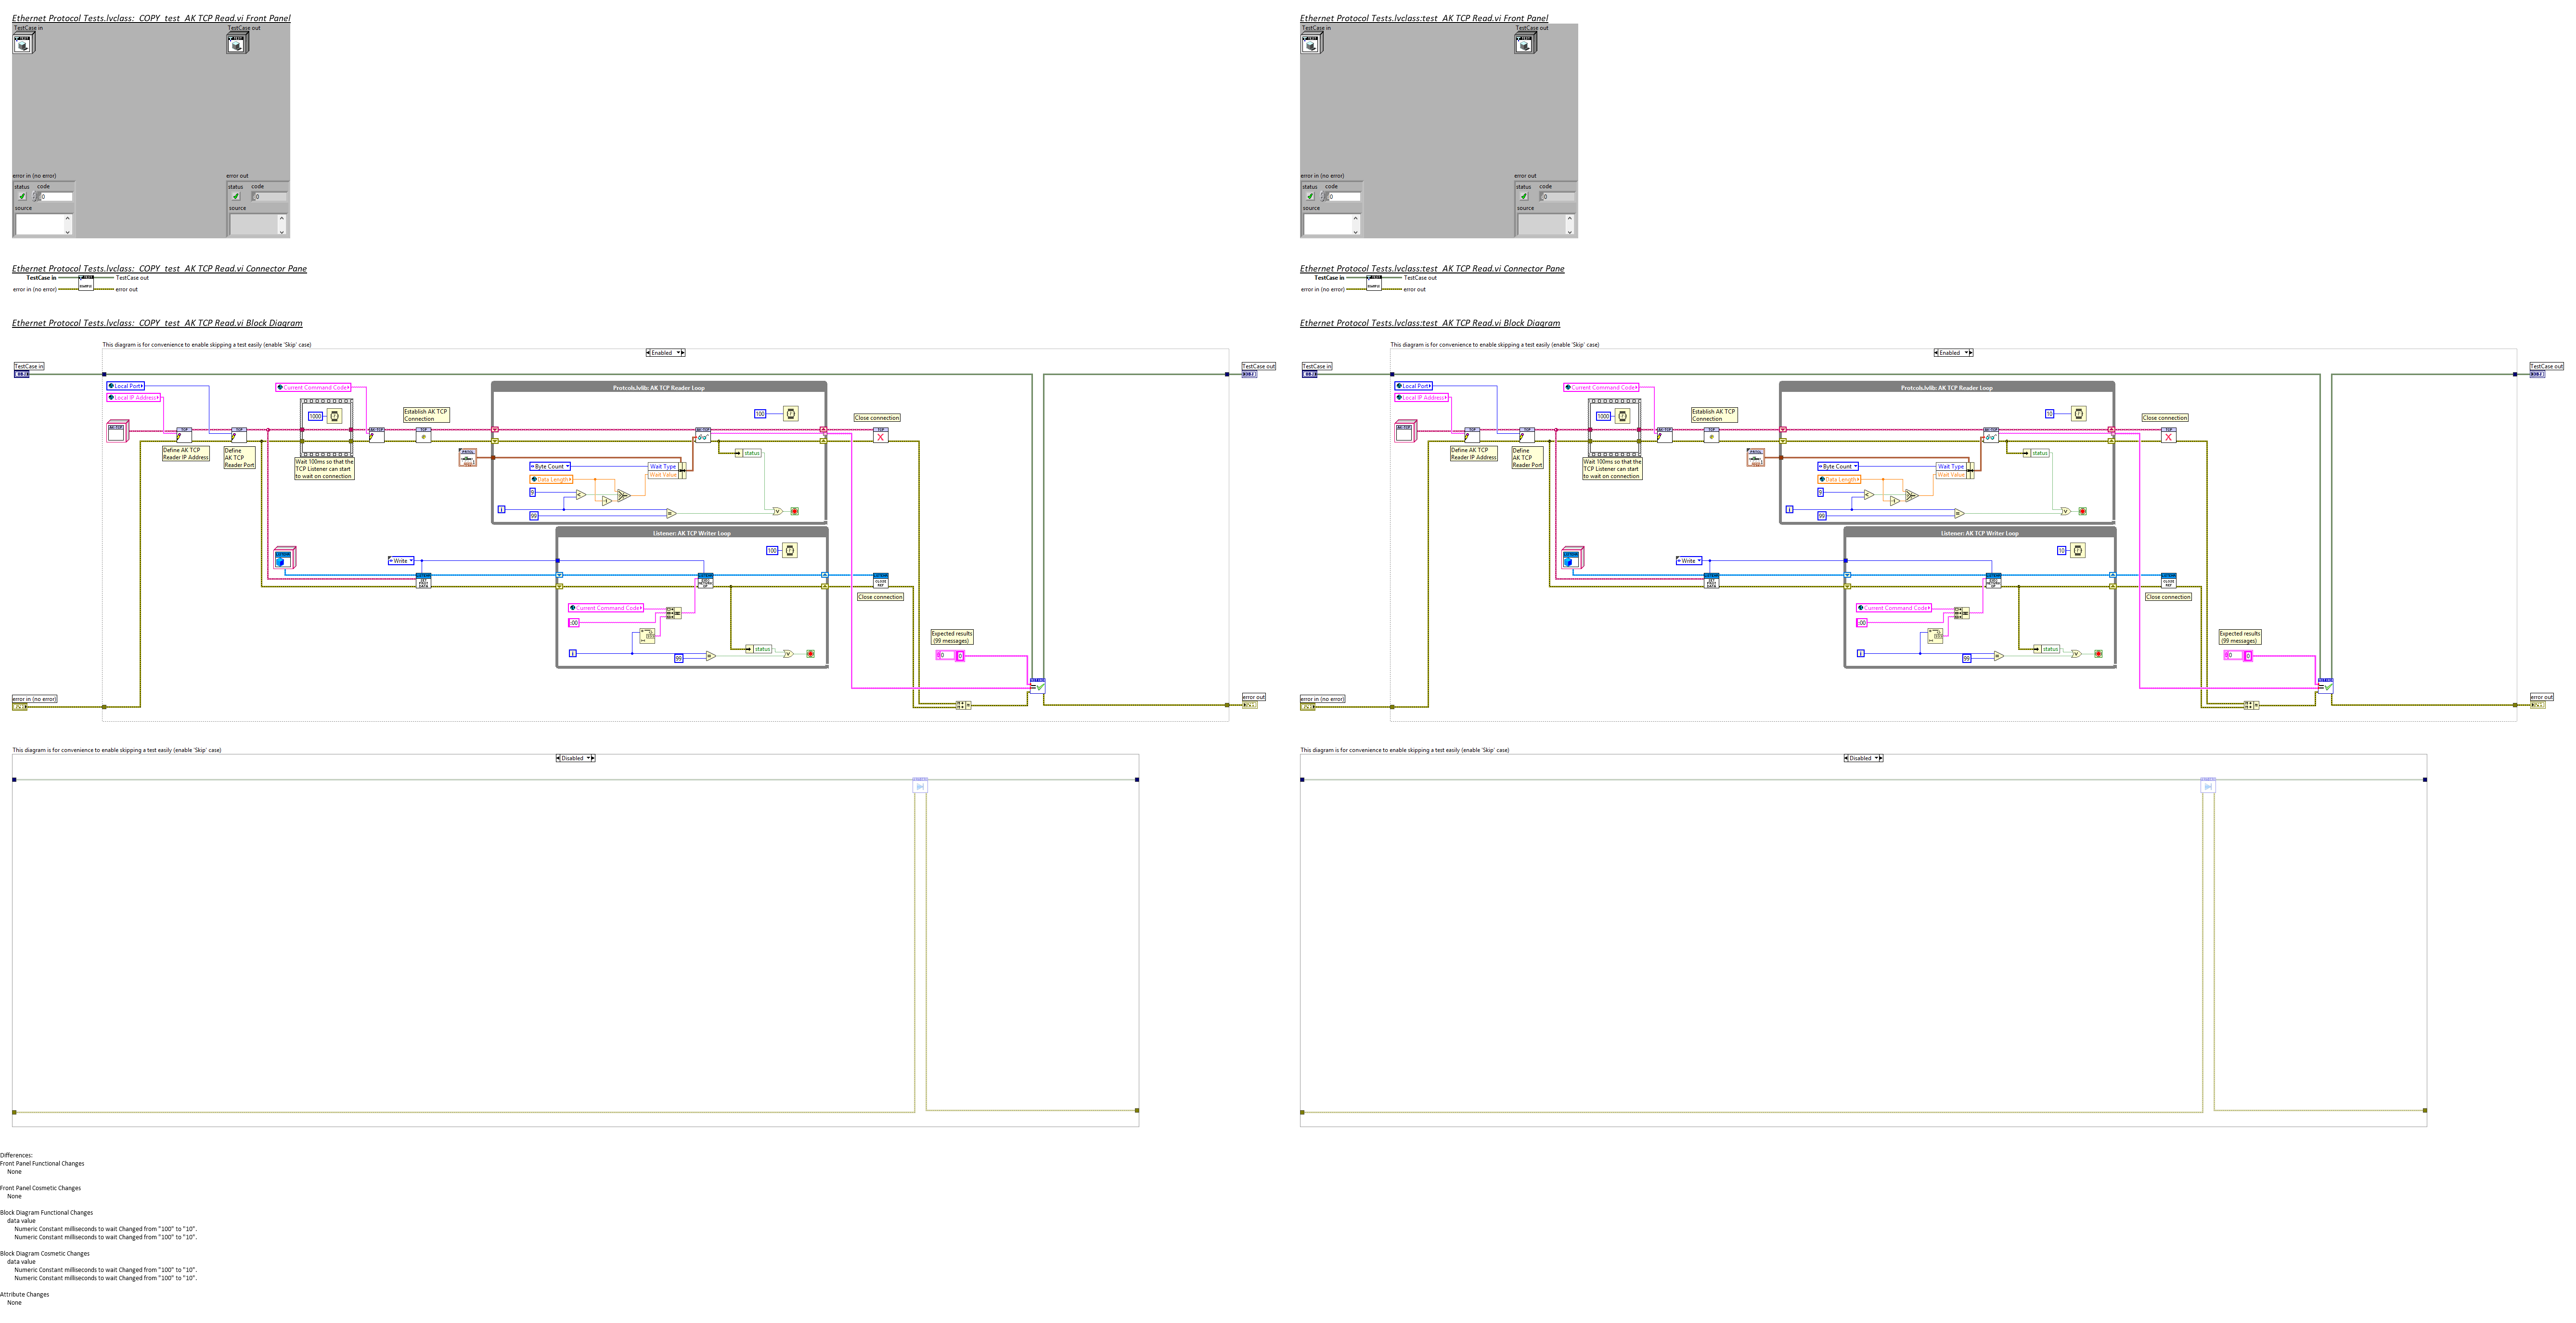 Ethernet Protocol Tests.lvclass:_COPY_test_AK TCP Read.vi Front Panel
TestCase in
TestCase out
error in (no error)
error out
status code
status code
0
0
source
source
Ethernet Protocol Tests.lvclass:_COPY_test_AK TCP Read.vi Connector Pane
TestCase in
TestCase out
error in (no error)
error out
Ethernet Protocol Tests.lvclass:_COPY_test_AK TCP Read.vi Block Diagram
This diagram is for convenience to enable skipping a test easily (enable 'Skip' case)
Enabled
TestCase in
TestCase out
Local Port
Local IP Address
Current Command Code
1000
Establish AK TCP
Connection
Define AK TCP
Reader IP Address
Define
AK TCP
Reader Port
Wait 100ms so that the
TCP Listener can start
to wait on connection
Protcols.lvlib: AK TCP Reader Loop
100
Close connection
status
Byte Count
Wait Type
Data Length
Wait Value
9
i
99
Listener: AK TCP Writer Loop
100
Write
Current Command Code
Close connection
i
99
status
Expected results
(99 messages)
error in (no error)
error out
This diagram is for convenience to enable skipping a test easily (enable 'Skip' case)
Disabled
Ethernet Protocol Tests.lvclass:test_AK TCP Read.vi Front Panel
TestCase in
TestCase out
error in (no error)
error out
status code
status code
0
0
source
source
Ethernet Protocol Tests.lvclass:test_AK TCP Read.vi Connector Pane
TestCase in
TestCase out
error in (no error)
error out
Ethernet Protocol Tests.lvclass:test_AK TCP Read.vi Block Diagram
This diagram is for convenience to enable skipping a test easily (enable 'Skip' case)
Enabled
TestCase in
TestCase out
Local Port
Local IP Address
Current Command Code
1000
Establish AK TCP
Connection
Define AK TCP
Reader IP Address
Define
AK TCP
Reader Port
Wait 100ms so that the
TCP Listener can start
to wait on connection
Protcols.lvlib: AK TCP Reader Loop
10
Close connection
status
Byte Count
Wait Type
Data Length
Wait Value
9
i
99
Listener: AK TCP Writer Loop
10
Write
Current Command Code
Close connection
i
99
status
Expected results
(99 messages)
error in (no error)
error out
This diagram is for convenience to enable skipping a test easily (enable 'Skip' case)
Disabled
Differences:
Front Panel Functional Changes
None
Front Panel Cosmetic Changes
None
Block Diagram Functional Changes
data value
Numeric Constant milliseconds to wait Changed from "100" to "10".
Numeric Constant milliseconds to wait Changed from "100" to "10".
Block Diagram Cosmetic Changes
data value
Numeric Constant milliseconds to wait Changed from "100" to "10".
Numeric Constant milliseconds to wait Changed from "100" to "10".
Attribute Changes
None